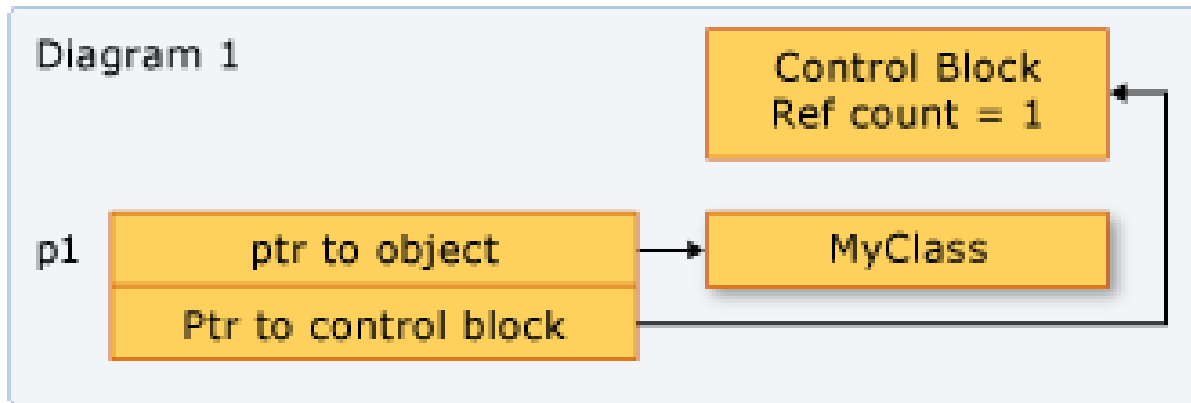 Diagram 1
Control Block
Ref count = 1
p1
ptr to object
MyClass
Ptr to control block